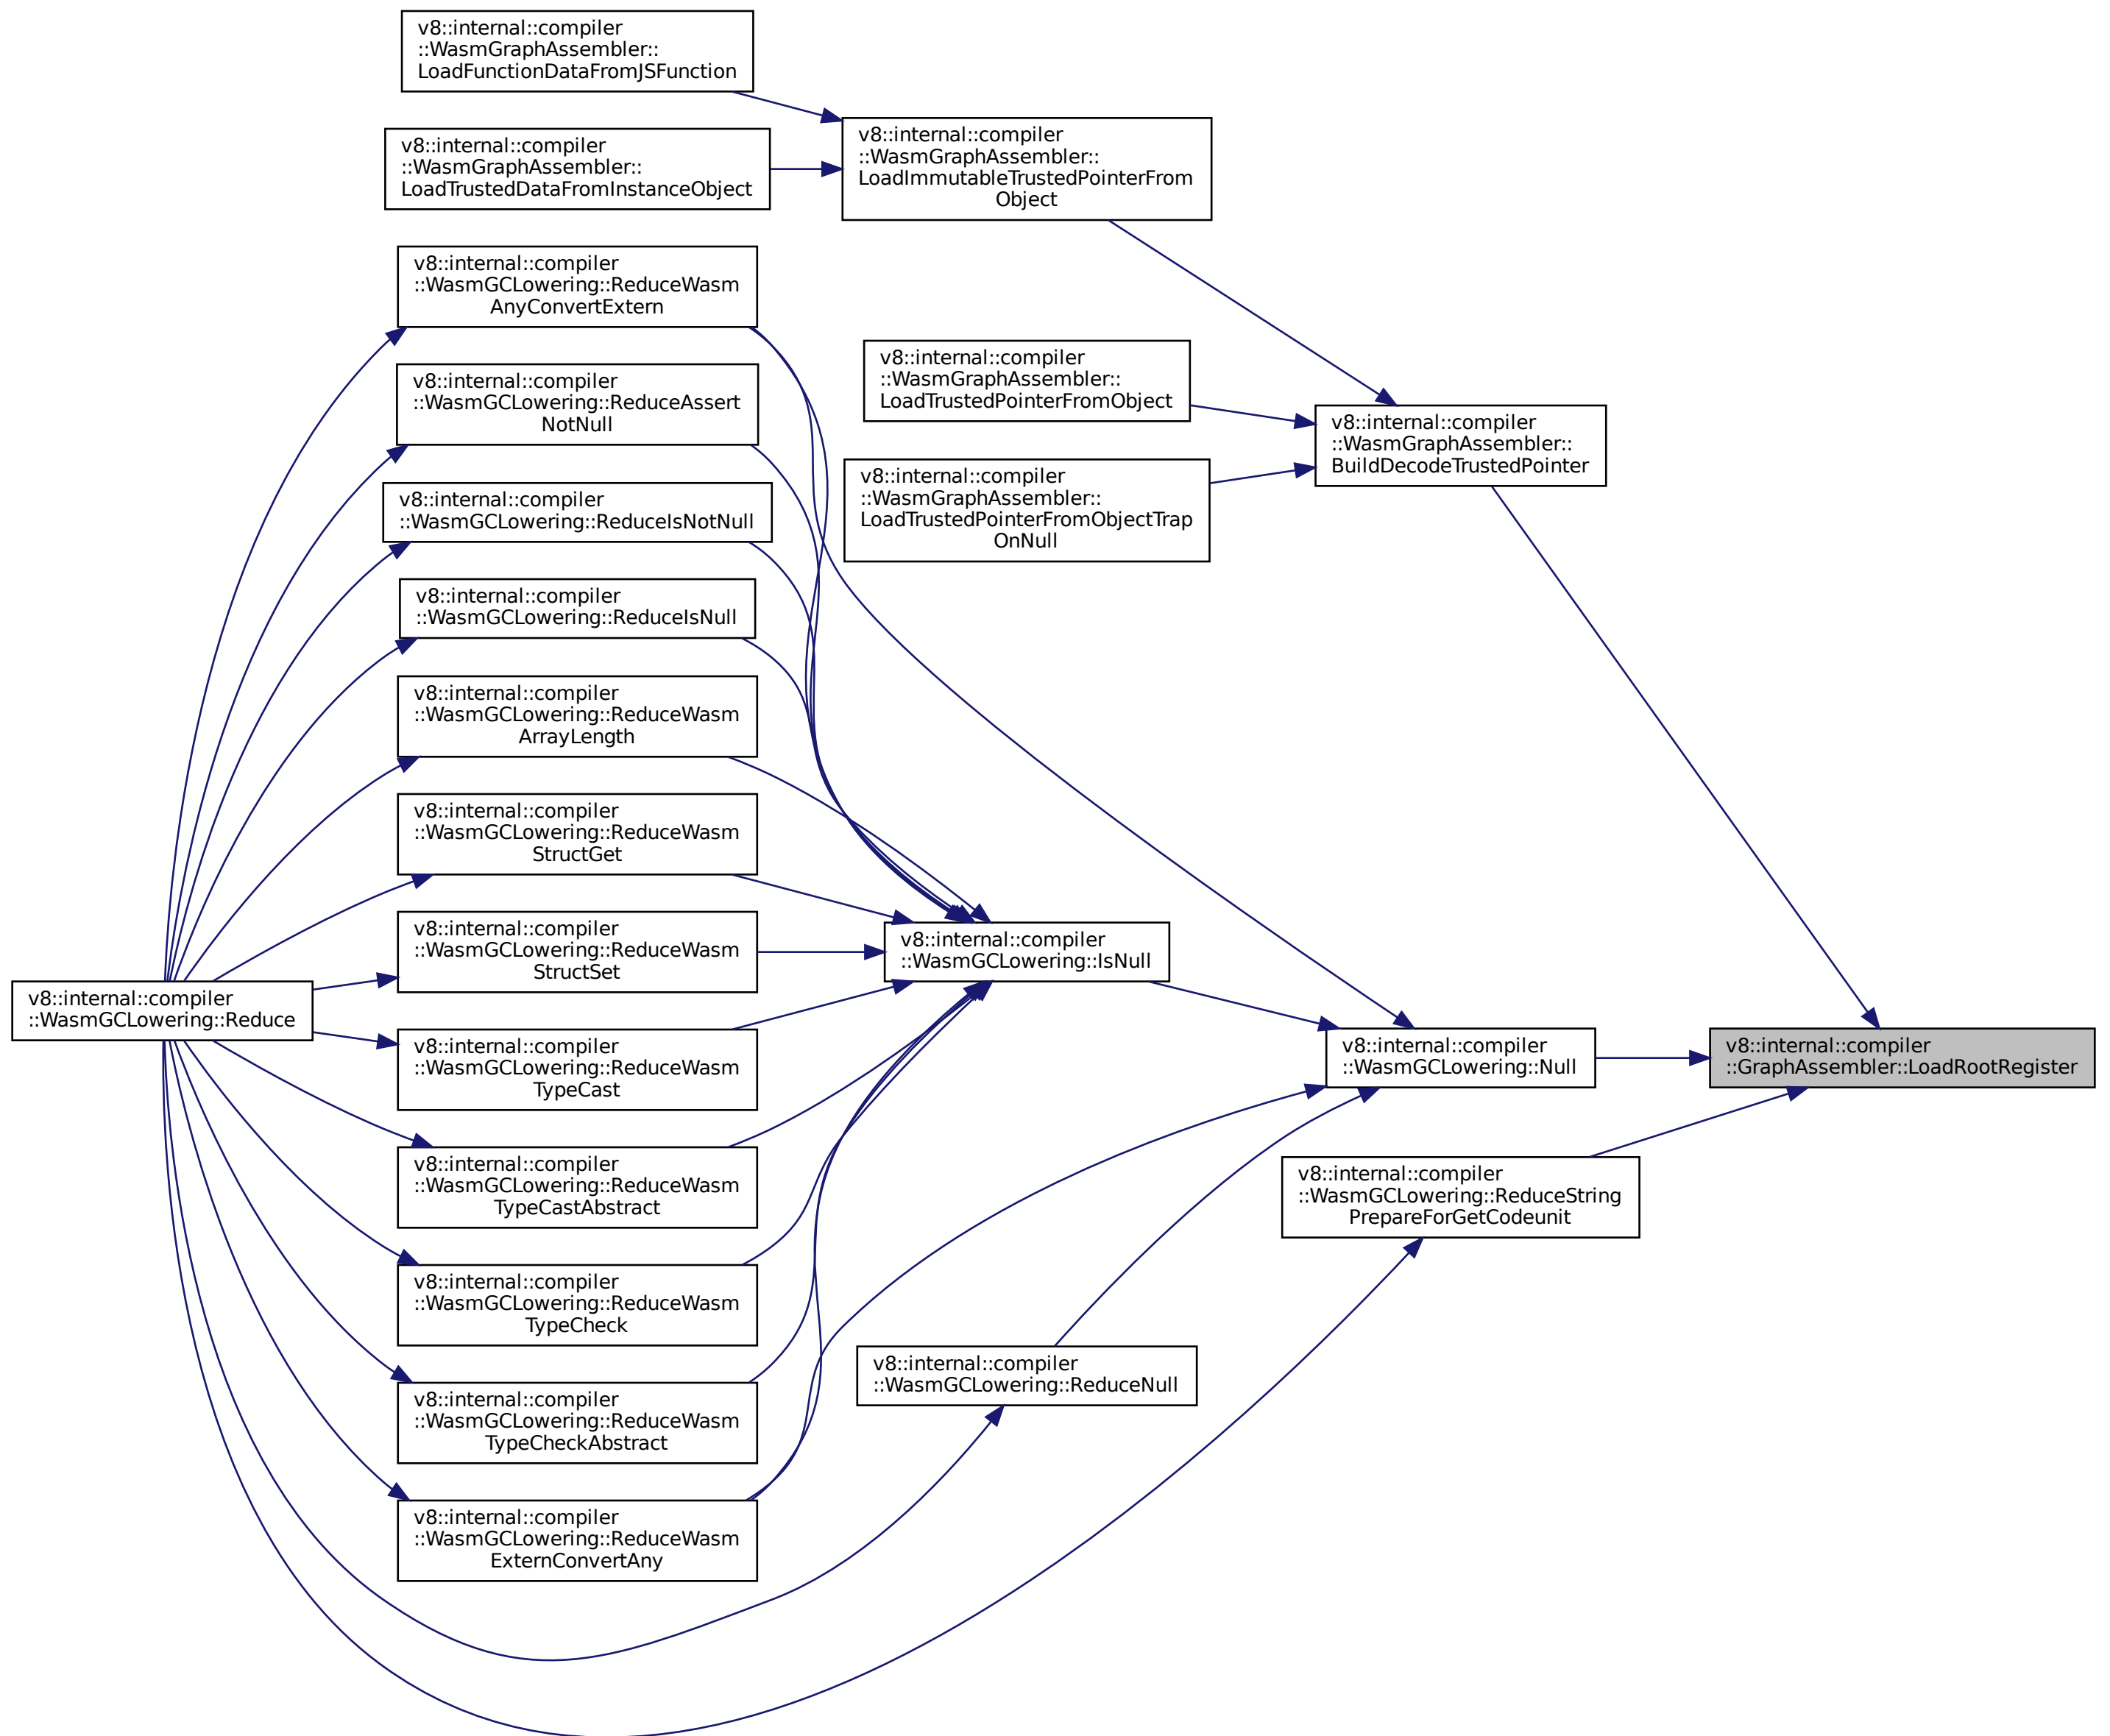 v8::internal::compiler
::WasmGraphAssembler::
LoadFunctionDataFromJSFunction
v8::internal::compiler
::WasmGraphAssembler::
LoadTrustedDataFromInstanceObject
v8::internal::compiler
::WasmGraphAssembler::
LoadImmutableTrustedPointerFrom
Object
v8::internal::compiler
::WasmGCLowering::ReduceWasm
AnyConvertExtern
v8::internal::compiler
::WasmGraphAssembler::
LoadTrustedPointerFromObject
v8::internal::compiler
::WasmGCLowering::ReduceAssert
NotNull
v8::internal::compiler
::WasmGraphAssembler::
BuildDecodeTrustedPointer
v8::internal::compiler
::WasmGraphAssembler::
LoadTrustedPointerFromObjectTrap
OnNull
v8::internal::compiler
::WasmGCLowering::ReduceIsNotNull
v8::internal::compiler
::WasmGCLowering::ReduceIsNull
v8::internal::compiler
::WasmGCLowering::ReduceWasm
ArrayLength
v8::internal::compiler
::WasmGCLowering::ReduceWasm
StructGet
v8::internal::compiler
::WasmGCLowering::ReduceWasm
StructSet
v8::internal::compiler
::WasmGCLowering::IsNull
v8::internal::compiler
::WasmGCLowering::Reduce
v8::internal::compiler
::WasmGCLowering::ReduceWasm
TypeCast
v8::internal::compiler
::WasmGCLowering::Null
v8::internal::compiler
::GraphAssembler::LoadRootRegister
v8::internal::compiler
::WasmGCLowering::ReduceWasm
TypeCastAbstract
v8::internal::compiler
::WasmGCLowering::ReduceString
PrepareForGetCodeunit
v8::internal::compiler
::WasmGCLowering::ReduceWasm
TypeCheck
v8::internal::compiler
::WasmGCLowering::ReduceNull
v8::internal::compiler
::WasmGCLowering::ReduceWasm
TypeCheckAbstract
v8::internal::compiler
::WasmGCLowering::ReduceWasm
ExternConvertAny